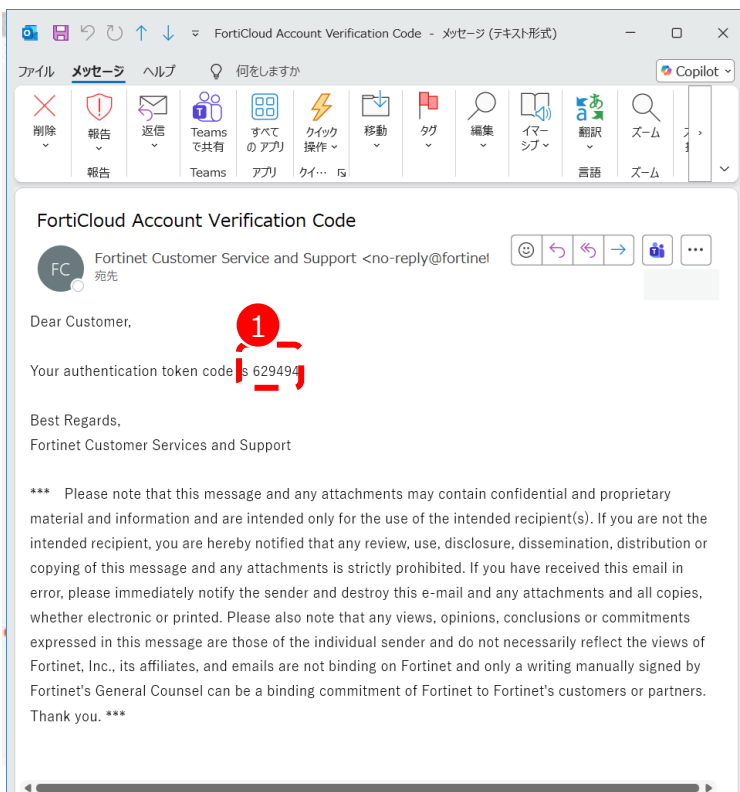 FortiCloud Account Verification Code - メッセージ (テキスト形式)
ファイル メッセージ ヘルプ 何をしますか Copilot
削除 報告 返信 Teams で共有 すべて の アプリ クイック 操作 移動 タグ 編集 イマー シブ 翻訳 ズーム
報告 Teams アプリ クイ… 言語 ズーム
FortiCloud Account Verification Code
FC
Fortinet Customer Service and Support <no-reply@fortinet
宛先
Dear Customer,
1
Your authentication token code is 629494
Best Regards,
Fortinet Customer Services and Support
*** Please note that this message and any attachments may contain confidential and proprietary
material and information and are intended only for the use of the intended recipient(s). If you are not the
intended recipient, you are hereby notified that any review, use, disclosure, dissemination, distribution or
copying of this message and any attachments is strictly prohibited. If you have received this email in
error, please immediately notify the sender and destroy this e-mail and any attachments and all copies,
whether electronic or printed. Please also note that any views, opinions, conclusions or commitments
expressed in this message are those of the individual sender and do not necessarily reflect the views of
Fortinet, Inc., its affiliates, and emails are not binding on Fortinet and only a writing manually signed by
Fortinet's General Counsel can be a binding commitment of Fortinet to Fortinet's customers or partners.
Thank you. ***